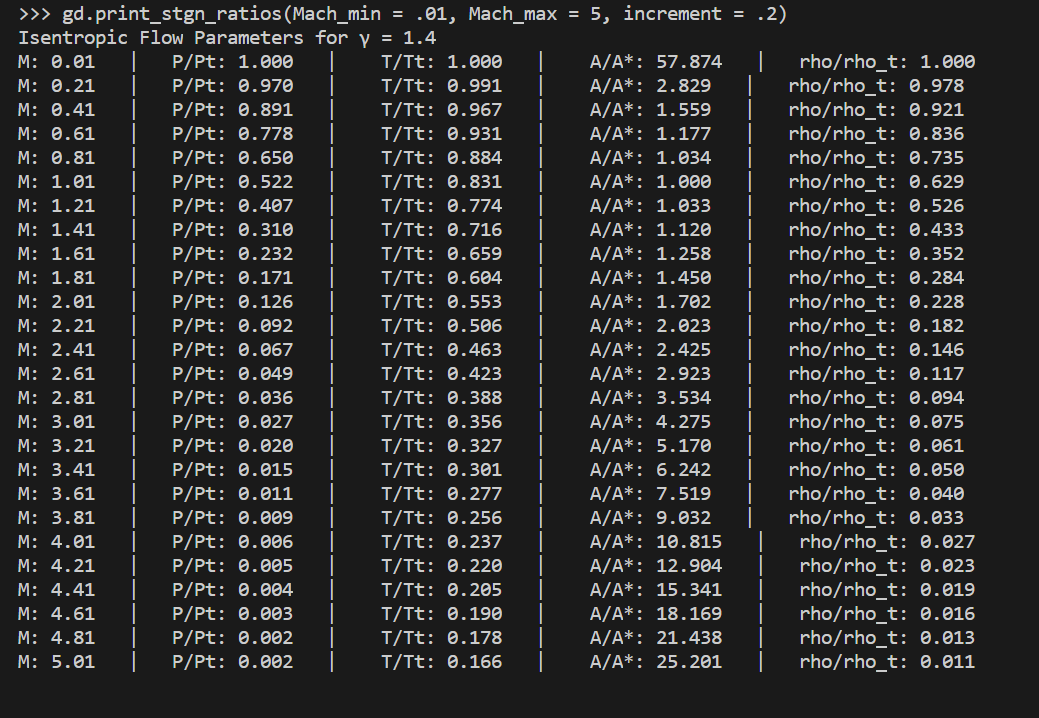 >>> gd.print_stgn_ratios(Mach_min = .01, Mach_max = 5, increment = .2)
Isentropic Flow Parameters for γ = 1.4
M: 0.01   |   P/Pt: 1.000   |    T/Tt: 1.000   |    A/A*: 57.874   |   rho/rho_t: 1.000
M: 0.21   |   P/Pt: 0.970   |    T/Tt: 0.991   |    A/A*: 2.829   |   rho/rho_t: 0.978
M: 0.41   |   P/Pt: 0.891   |    T/Tt: 0.967   |    A/A*: 1.559   |   rho/rho_t: 0.921
M: 0.61   |   P/Pt: 0.778   |    T/Tt: 0.931   |    A/A*: 1.177   |   rho/rho_t: 0.836
M: 0.81   |   P/Pt: 0.650   |    T/Tt: 0.884   |    A/A*: 1.034   |   rho/rho_t: 0.735
M: 1.01   |   P/Pt: 0.522   |    T/Tt: 0.831   |    A/A*: 1.000   |   rho/rho_t: 0.629
M: 1.21   |   P/Pt: 0.407   |    T/Tt: 0.774   |    A/A*: 1.033   |   rho/rho_t: 0.526
M: 1.41   |   P/Pt: 0.310   |    T/Tt: 0.716   |    A/A*: 1.120   |   rho/rho_t: 0.433
M: 1.61   |   P/Pt: 0.232   |    T/Tt: 0.659   |    A/A*: 1.258   |   rho/rho_t: 0.352
M: 1.81   |   P/Pt: 0.171   |    T/Tt: 0.604   |    A/A*: 1.450   |   rho/rho_t: 0.284
M: 2.01   |   P/Pt: 0.126   |    T/Tt: 0.553   |    A/A*: 1.702   |   rho/rho_t: 0.228
M: 2.21   |   P/Pt: 0.092   |    T/Tt: 0.506   |    A/A*: 2.023   |   rho/rho_t: 0.182
M: 2.41   |   P/Pt: 0.067   |    T/Tt: 0.463   |    A/A*: 2.425   |   rho/rho_t: 0.146
M: 2.61   |   P/Pt: 0.049   |    T/Tt: 0.423   |    A/A*: 2.923   |   rho/rho_t: 0.117
M: 2.81   |   P/Pt: 0.036   |    T/Tt: 0.388   |    A/A*: 3.534   |   rho/rho_t: 0.094
M: 3.01   |   P/Pt: 0.027   |    T/Tt: 0.356   |    A/A*: 4.275   |   rho/rho_t: 0.075
M: 3.21   |   P/Pt: 0.020   |    T/Tt: 0.327   |    A/A*: 5.170   |   rho/rho_t: 0.061
M: 3.41   |   P/Pt: 0.015   |    T/Tt: 0.301   |    A/A*: 6.242   |   rho/rho_t: 0.050
M: 3.61   |   P/Pt: 0.011   |    T/Tt: 0.277   |    A/A*: 7.519   |   rho/rho_t: 0.040
M: 3.81   |   P/Pt: 0.009   |    T/Tt: 0.256   |    A/A*: 9.032   |   rho/rho_t: 0.033
M: 4.01   |   P/Pt: 0.006   |    T/Tt: 0.237   |    A/A*: 10.815   |   rho/rho_t: 0.027
M: 4.21   |   P/Pt: 0.005   |    T/Tt: 0.220   |    A/A*: 12.904   |   rho/rho_t: 0.023
M: 4.41   |   P/Pt: 0.004   |    T/Tt: 0.205   |    A/A*: 15.341   |   rho/rho_t: 0.019
M: 4.61   |   P/Pt: 0.003   |    T/Tt: 0.190   |    A/A*: 18.169   |   rho/rho_t: 0.016
M: 4.81   |   P/Pt: 0.002   |    T/Tt: 0.178   |    A/A*: 21.438   |   rho/rho_t: 0.013
M: 5.01   |   P/Pt: 0.002   |    T/Tt: 0.166   |    A/A*: 25.201   |   rho/rho_t: 0.011